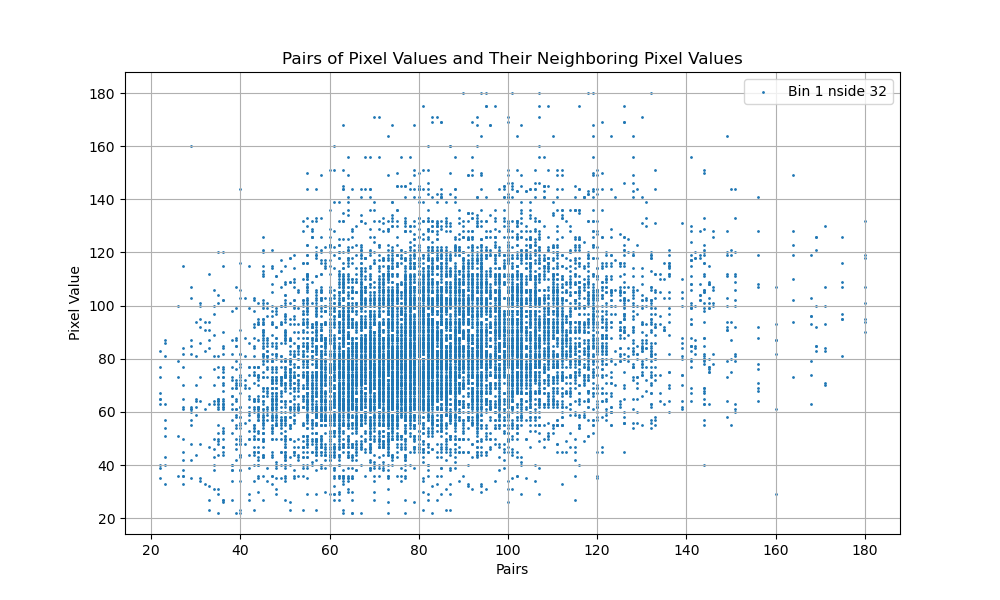 Pairs of Pixel Values and Their Neighboring Pixel Values
Bin 1 nside 32
Pixel Value
180
160
140
120
100
80
60
40
20
20 40 60 80 100 120 140 160 180
Pairs